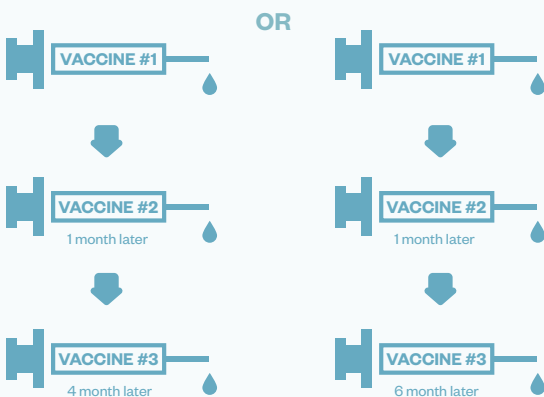 OR
VACCINE #1
VACCINE #2
1 month later
VACCINE #3
4 month later
VACCINE #1
VACCINE #2
1 month later
VACCINE #3
6 month later